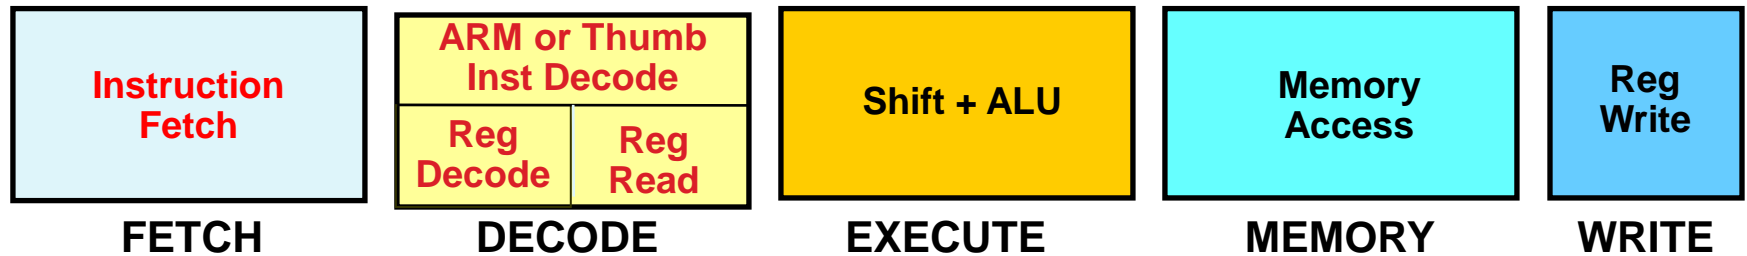 Instruction
Fetch
ARM or Thumb
Inst Decode
Reg
Decode
Reg
Read
Shift + ALU
Memory
Access
Reg
Write
FETCH
DECODE
EXECUTE
MEMORY
WRITE